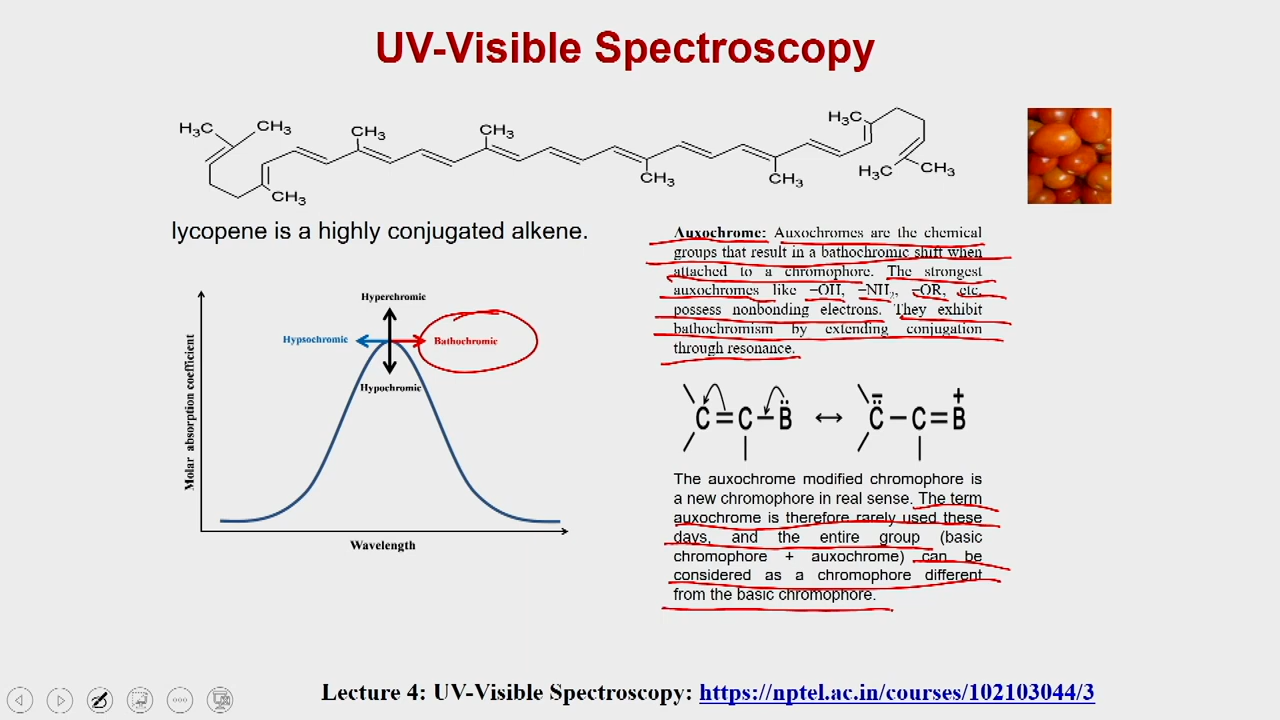 UV-Visible Spectroscopy
H₃C
CH₃
CH₃
CH₃
CH₃
CH₃
CH₃
H₃C
H₃C
CH₃
lycopene is a highly conjugated alkene.
Hyperchromic
Hypsochromic
Bathochromic
Hypochromic
Molar absorption coefficient
Wavelength
Auxochrome: Auxochromes are the chemical
groups that result in a bathochromic shift when
attached to a chromophore. The strongest
auxochromes like −OH, −NH₂, −OR, etc.
possess nonbonding electrons. They exhibit
bathochromism by extending conjugation
through resonance.
C=C−B̈ ↔ C̈⁻−C=B⁺
The auxochrome modified chromophore is
a new chromophore in real sense. The term
auxochrome is therefore rarely used these
days, and the entire group (basic
chromophore + auxochrome) can be
considered as a chromophore different
from the basic chromophore.
Lecture 4: UV-Visible Spectroscopy: https://nptel.ac.in/courses/102103044/3